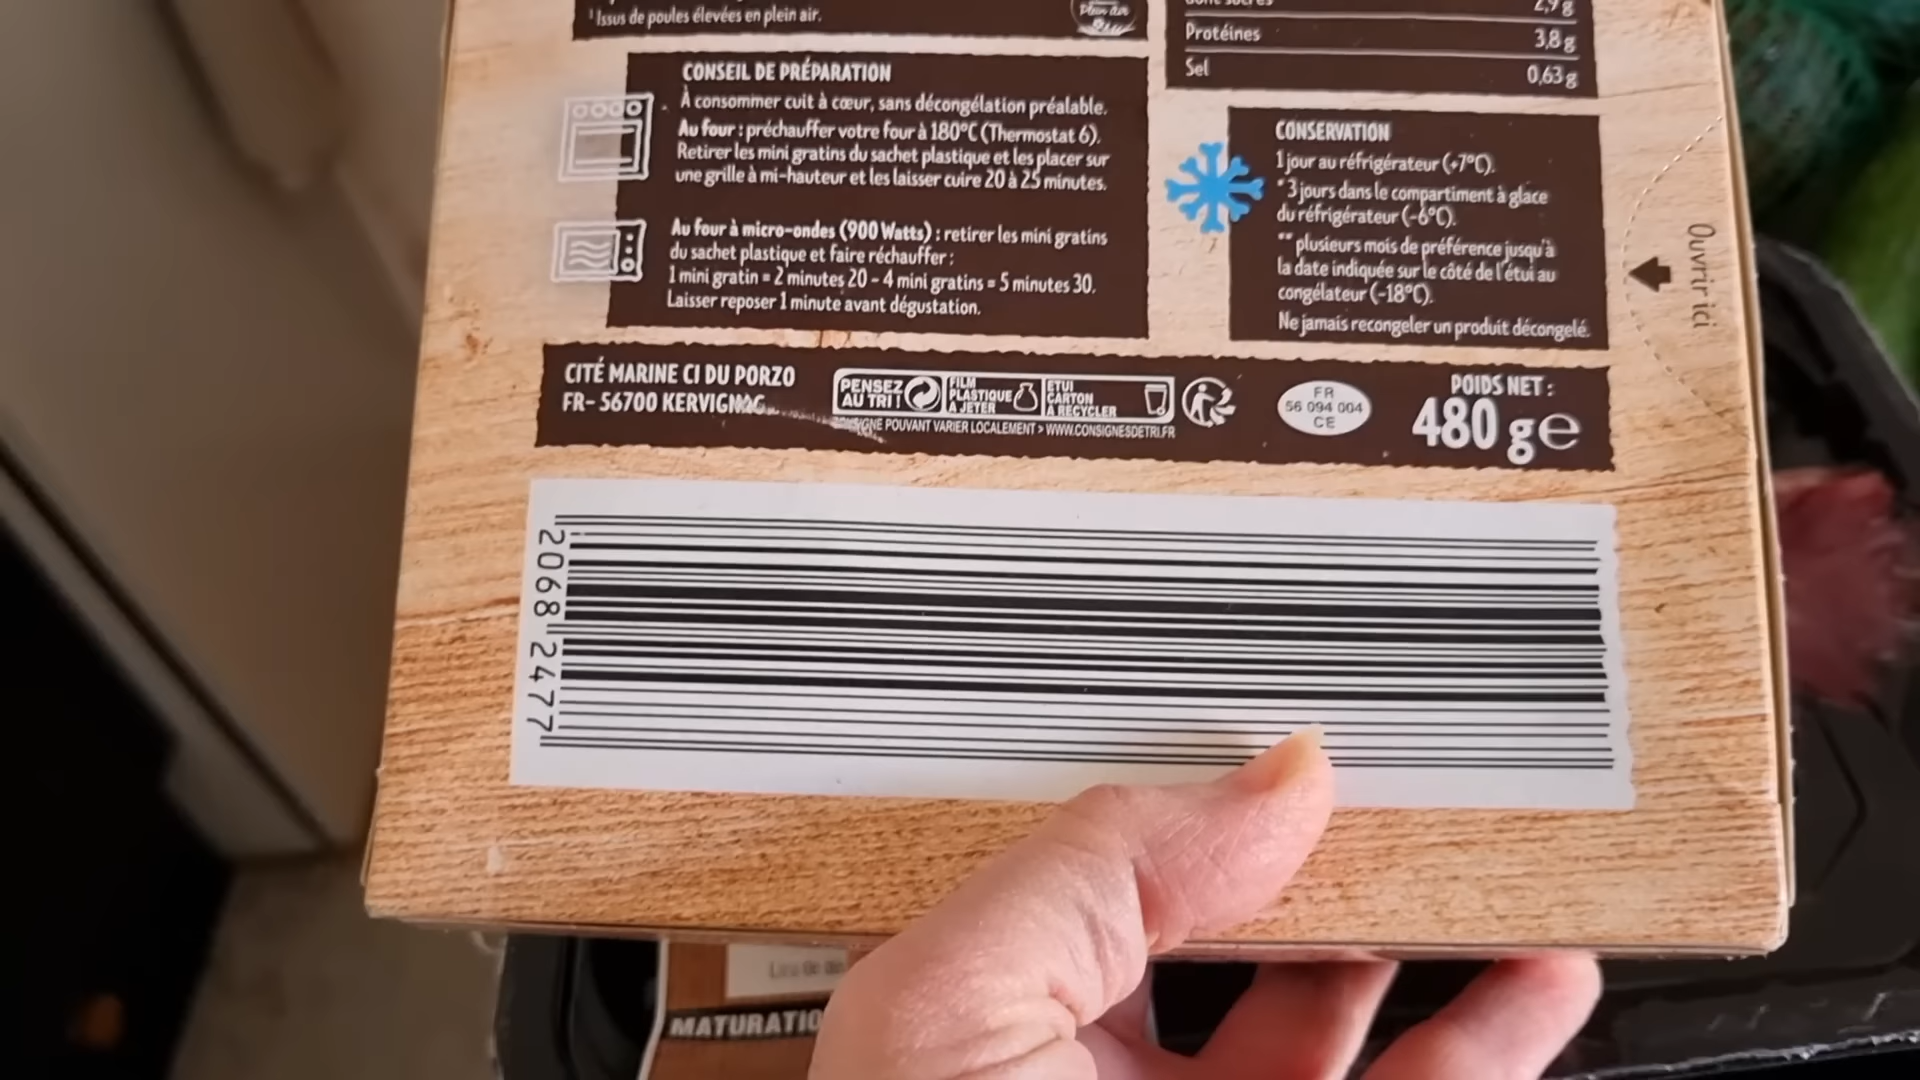 ¹ Issus de poules élevées en plein air.
Plein air
CONSEIL DE PRÉPARATION
À consommer cuit à cœur, sans décongélation préalable.
Au four : préchauffer votre four à 180°C (Thermostat 6).
Retirer les mini gratins du sachet plastique et les placer sur
une grille à mi-hauteur et les laisser cuire 20 à 25 minutes.
Au four à micro-ondes (900 Watts) : retirer les mini gratins
du sachet plastique et faire réchauffer :
1 mini gratin = 2 minutes 20 - 4 mini gratins = 5 minutes 30.
Laisser reposer 1 minute avant dégustation.
dont sucres 2,9 g
Protéines 3,8 g
Sel 0,63 g
CONSERVATION
1 jour au réfrigérateur (+7°C).
* 3 jours dans le compartiment à glace
du réfrigérateur (-6°C).
** plusieurs mois de préférence jusqu'à
la date indiquée sur le côté de l'étui au
congélateur (-18°C).
Ne jamais recongeler un produit décongelé.
Ouvrir ici
CITÉ MARINE CI DU PORZO
FR- 56700 KERVIGNAC
PENSEZ
AU TRI !
FILM
PLASTIQUE
À JETER
ÉTUI
CARTON
À RECYCLER
CONSIGNE POUVANT VARIER LOCALEMENT > WWW.CONSIGNESDETRI.FR
FR
56 094 004
CE
POIDS NET :
480 g e
2068 2477
MATURATIO